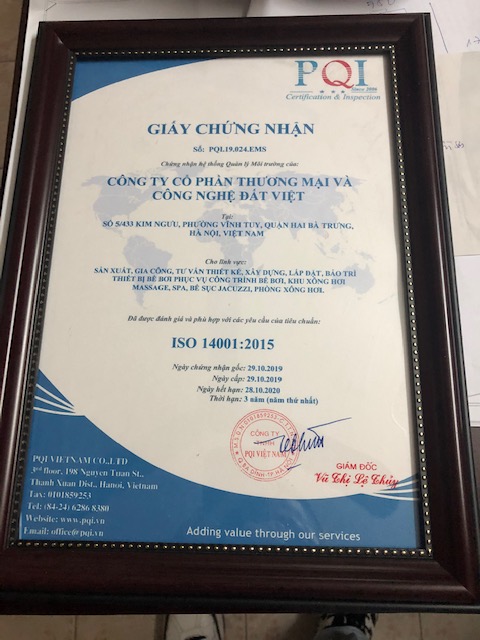 PQI
Since 2006
Certification & Inspection
GIẤY CHỨNG NHẬN
Số: PQI.19.024.EMS
Chứng nhận hệ thống Quản lý Môi trường của:
CÔNG TY CỔ PHẦN THƯƠNG MẠI VÀ
CÔNG NGHỆ ĐẤT VIỆT
Tại:
SỐ 5/433 KIM NGƯU, PHƯỜNG VĨNH TUY, QUẬN HAI BÀ TRƯNG,
HÀ NỘI, VIỆT NAM
Cho lĩnh vực:
SẢN XUẤT, GIA CÔNG, TƯ VẤN THIẾT KẾ, XÂY DỰNG, LẮP ĐẶT, BẢO TRÌ
THIẾT BỊ BỂ BƠI PHỤC VỤ CÔNG TRÌNH BỂ BƠI, KHU XÔNG HƠI
MASSAGE, SPA, BỂ SỤC JACUZZI, PHÒNG XÔNG HƠI.
Đã được đánh giá và phù hợp với các yêu cầu của tiêu chuẩn:
ISO 14001:2015
Ngày chứng nhận gốc: 29.10.2019
Ngày cấp: 29.10.2019
Ngày hết hạn: 28.10.2020
Thời hạn: 3 năm (năm thứ nhất)
CÔNG TY
PQI VIỆT NAM
GIÁM ĐỐC
Vũ Thị Lệ Thủy
PQI VIETNAM CO.,LTD
3rd floor, 198 Nguyen Tuan St.,
Thanh Xuan Dist., Hanoi, Vietnam
Fax: 0101859253
Tel: (84-24) 6286 8380
Website: www.pqi.vn
Email: office@pqi.vn
Adding value through our services